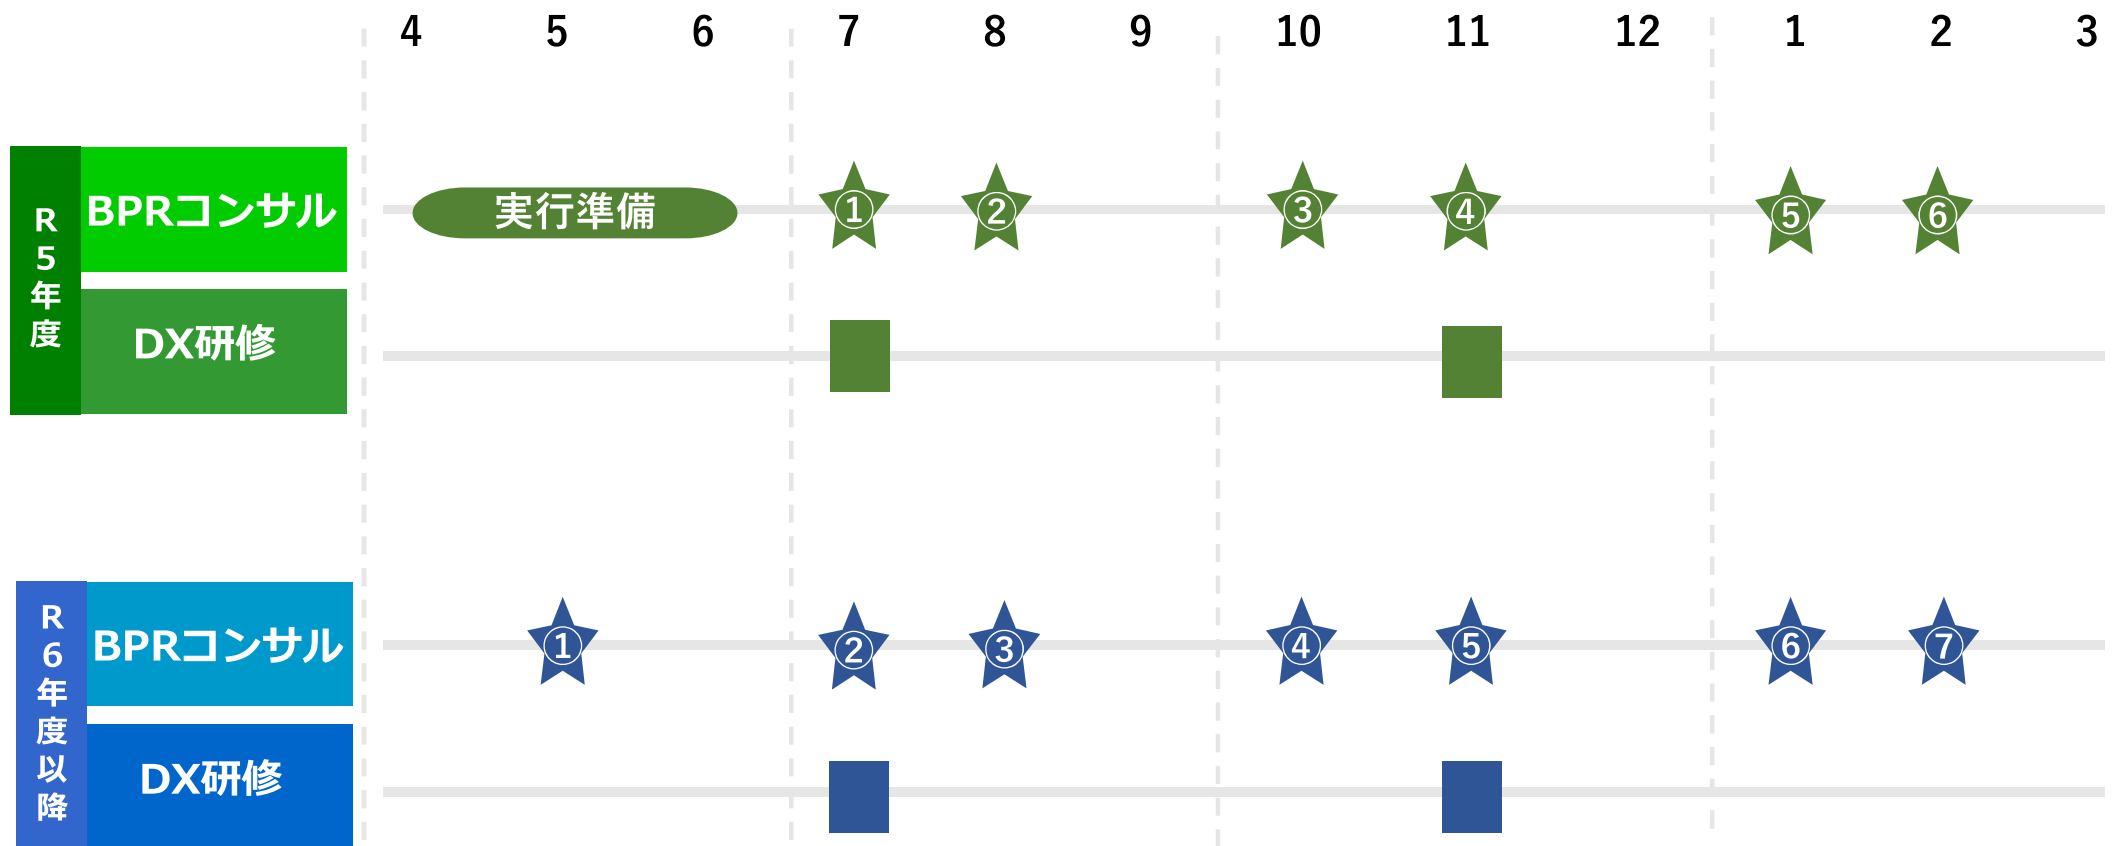 4 5 6 7 8 9 10 11 12 1 2 3
R5年度
BPRコンサル
実行準備
① ② ③ ④ ⑤ ⑥
DX研修
R6年度以降
BPRコンサル
① ② ③ ④ ⑤ ⑥ ⑦
DX研修